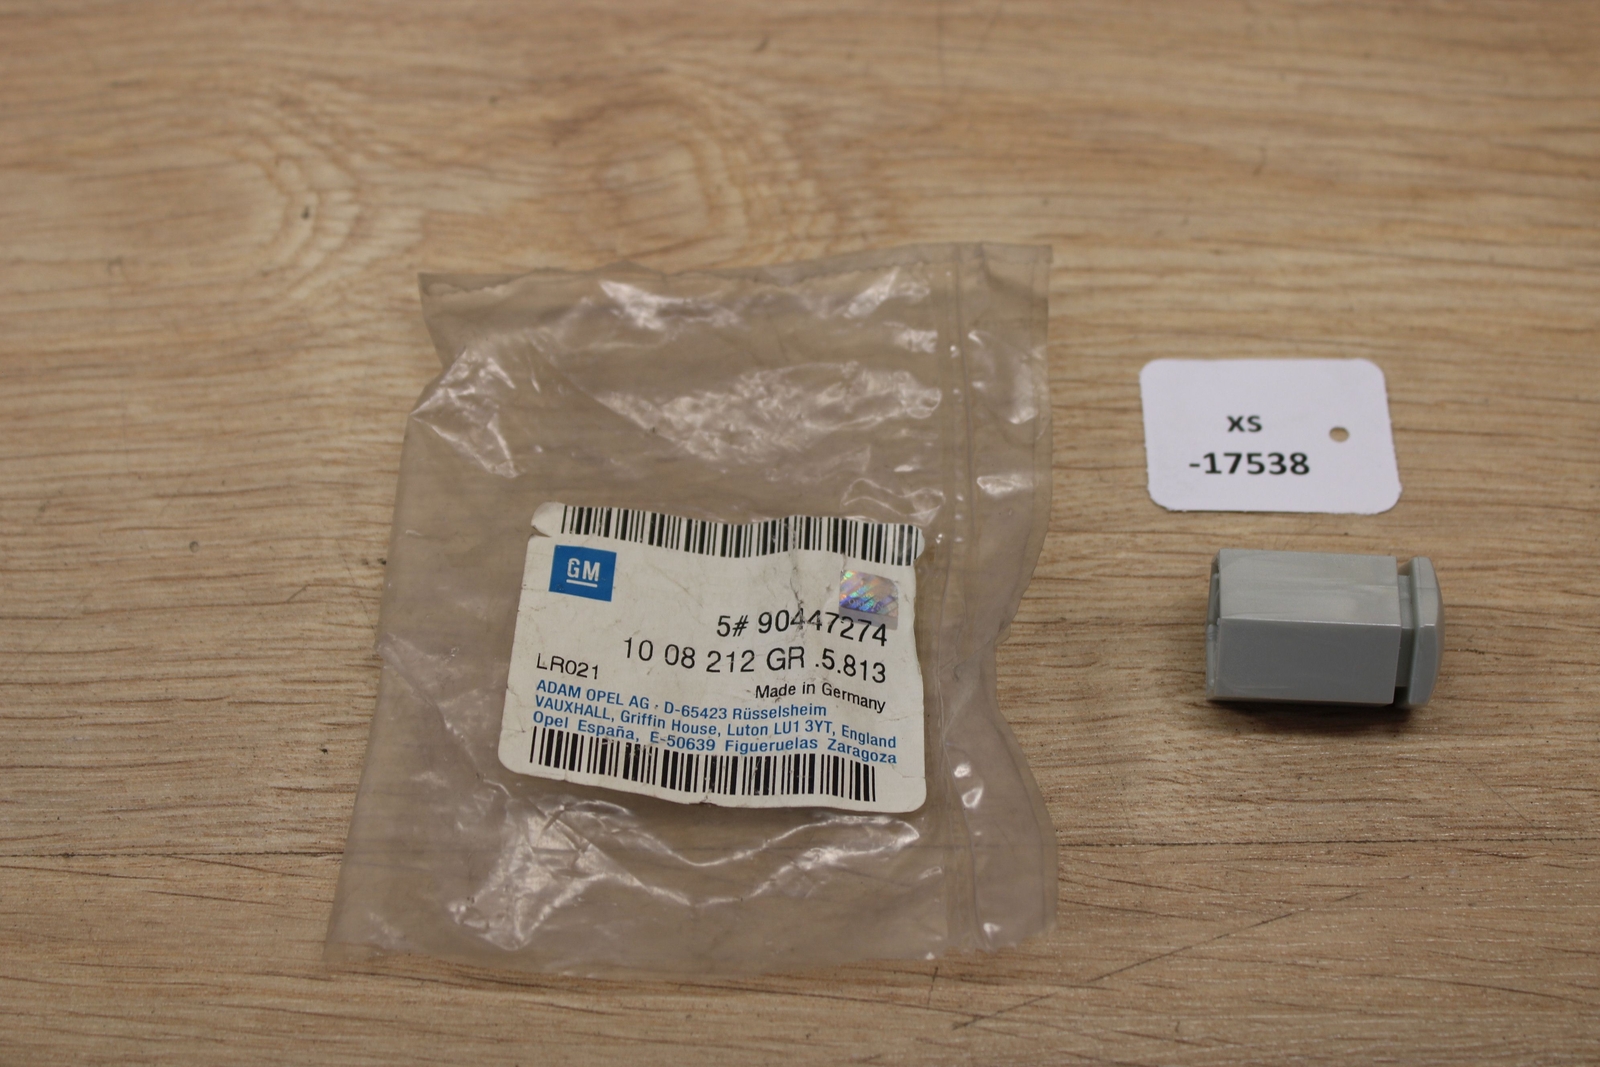 GM
5# 90447274
10 08 212 GR .5.813
LR021
Made in Germany
ADAM OPEL AG · D-65423 Rüsselsheim
VAUXHALL, Griffin House, Luton LU1 3YT, England
Opel España, E-50639 Figueruelas Zaragoza
xs
-17538